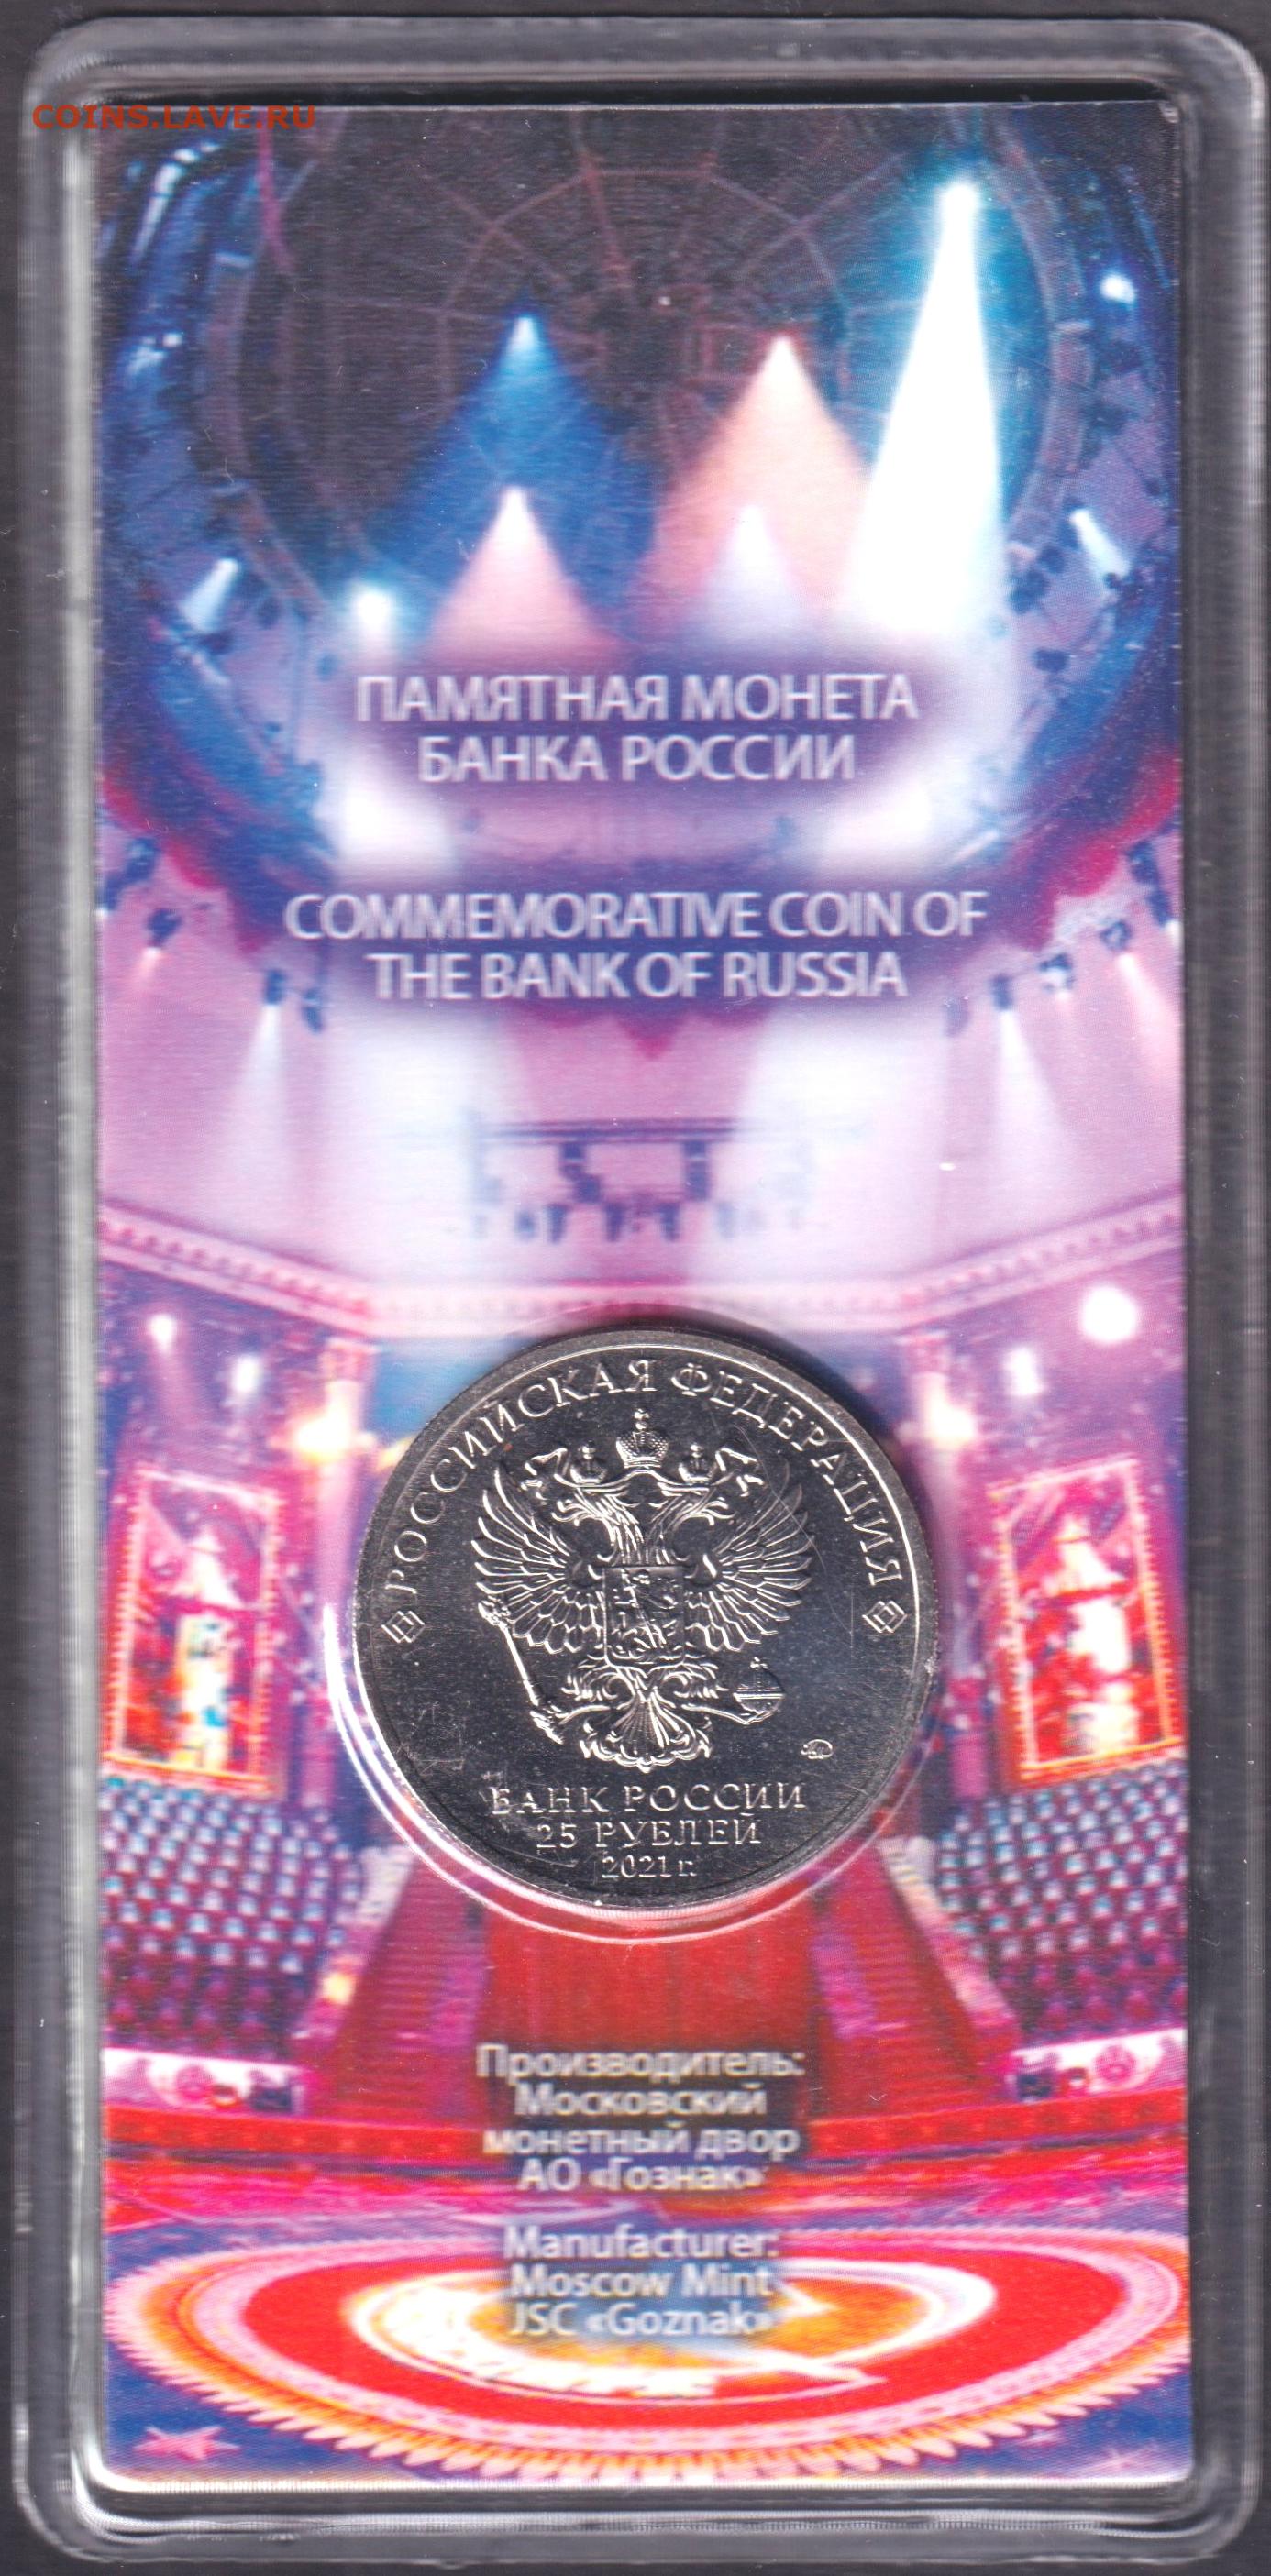 COINS.LAVE.RU
ПАМЯТНАЯ МОНЕТА
БАНКА РОССИИ
COMMEMORATIVE COIN OF
THE BANK OF RUSSIA
РОССИЙСКАЯ ФЕДЕРАЦИЯ
ММД
БАНК РОССИИ
25 РУБЛЕЙ
2021 г.
Производитель:
Московский
монетный двор
АО «Гознак»
Manufacturer:
Moscow Mint
JSC «Goznak»